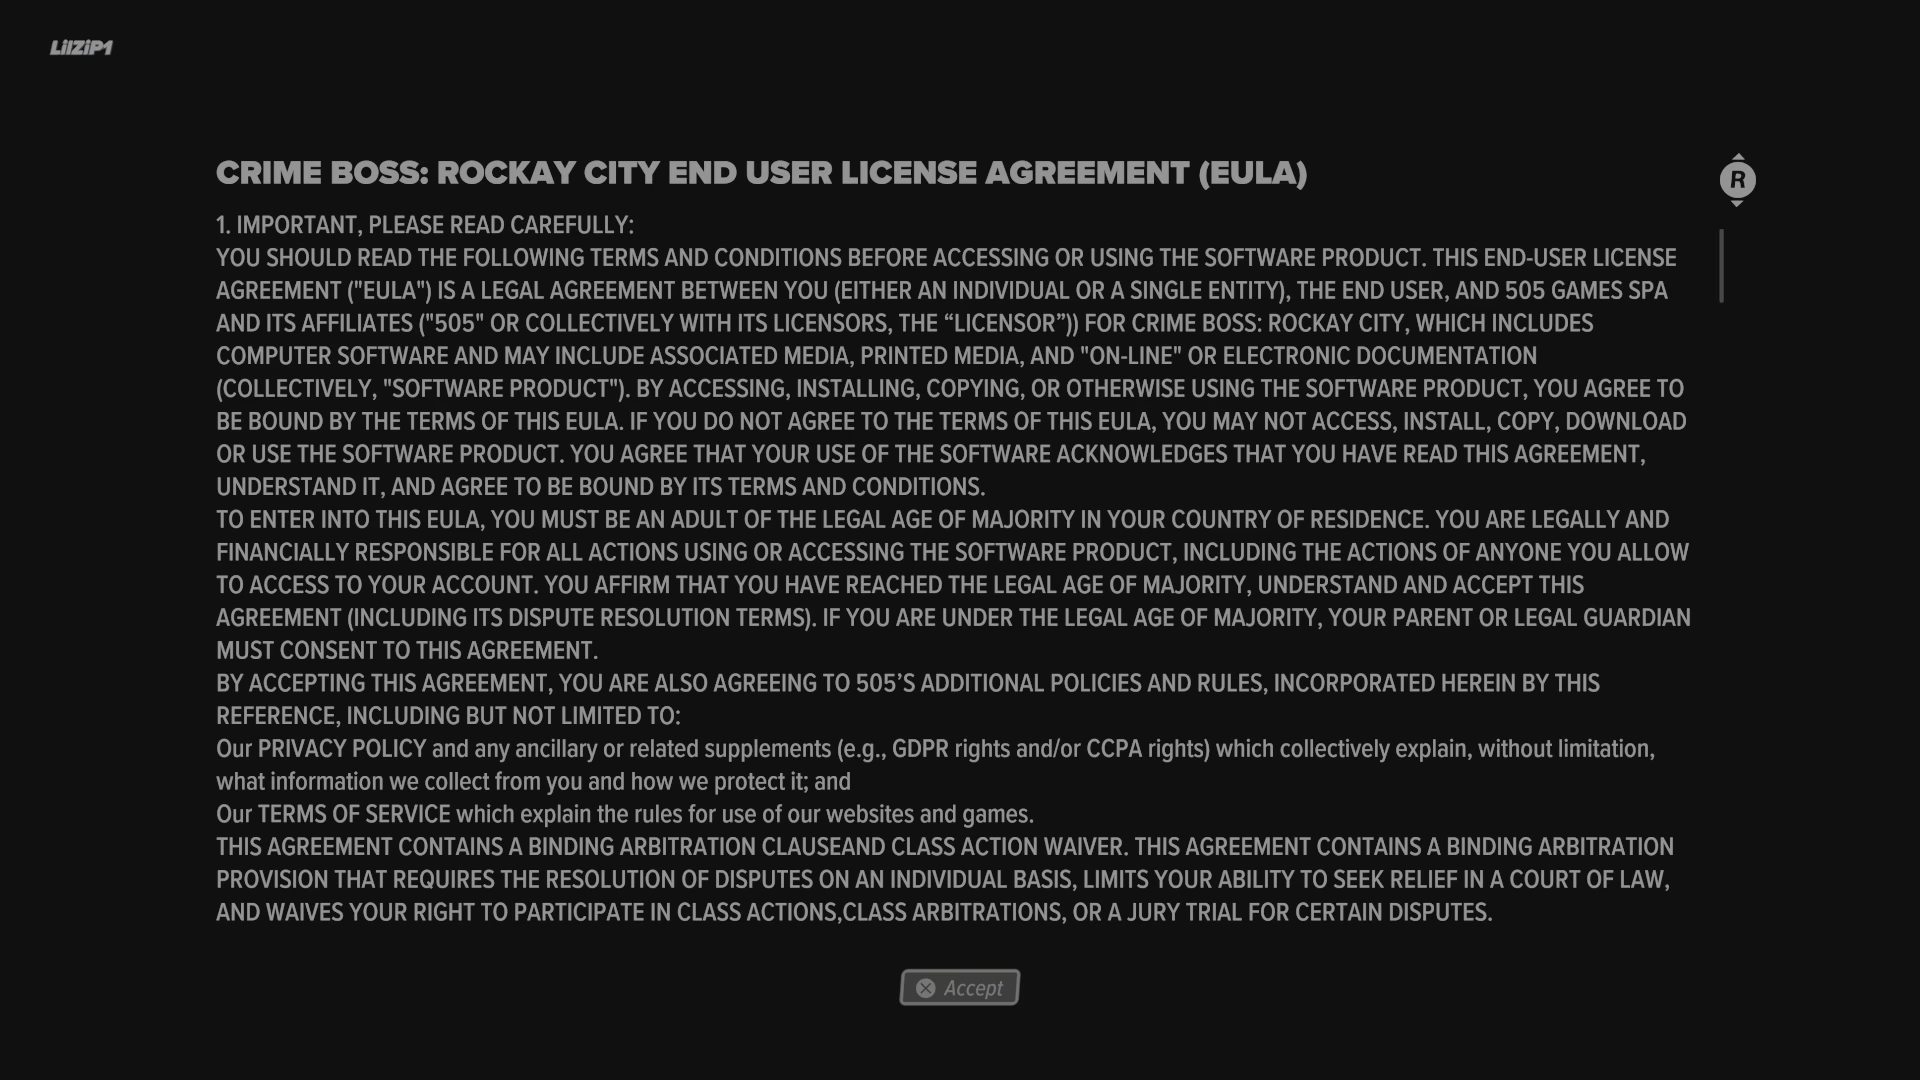 LilZiP1
CRIME BOSS: ROCKAY CITY END USER LICENSE AGREEMENT (EULA)
R
1. IMPORTANT, PLEASE READ CAREFULLY:
YOU SHOULD READ THE FOLLOWING TERMS AND CONDITIONS BEFORE ACCESSING OR USING THE SOFTWARE PRODUCT. THIS END-USER LICENSE
AGREEMENT ("EULA") IS A LEGAL AGREEMENT BETWEEN YOU (EITHER AN INDIVIDUAL OR A SINGLE ENTITY), THE END USER, AND 505 GAMES SPA
AND ITS AFFILIATES ("505" OR COLLECTIVELY WITH ITS LICENSORS, THE “LICENSOR”)) FOR CRIME BOSS: ROCKAY CITY, WHICH INCLUDES
COMPUTER SOFTWARE AND MAY INCLUDE ASSOCIATED MEDIA, PRINTED MEDIA, AND "ON-LINE" OR ELECTRONIC DOCUMENTATION
(COLLECTIVELY, "SOFTWARE PRODUCT"). BY ACCESSING, INSTALLING, COPYING, OR OTHERWISE USING THE SOFTWARE PRODUCT, YOU AGREE TO
BE BOUND BY THE TERMS OF THIS EULA. IF YOU DO NOT AGREE TO THE TERMS OF THIS EULA, YOU MAY NOT ACCESS, INSTALL, COPY, DOWNLOAD
OR USE THE SOFTWARE PRODUCT. YOU AGREE THAT YOUR USE OF THE SOFTWARE ACKNOWLEDGES THAT YOU HAVE READ THIS AGREEMENT,
UNDERSTAND IT, AND AGREE TO BE BOUND BY ITS TERMS AND CONDITIONS.
TO ENTER INTO THIS EULA, YOU MUST BE AN ADULT OF THE LEGAL AGE OF MAJORITY IN YOUR COUNTRY OF RESIDENCE. YOU ARE LEGALLY AND
FINANCIALLY RESPONSIBLE FOR ALL ACTIONS USING OR ACCESSING THE SOFTWARE PRODUCT, INCLUDING THE ACTIONS OF ANYONE YOU ALLOW
TO ACCESS TO YOUR ACCOUNT. YOU AFFIRM THAT YOU HAVE REACHED THE LEGAL AGE OF MAJORITY, UNDERSTAND AND ACCEPT THIS
AGREEMENT (INCLUDING ITS DISPUTE RESOLUTION TERMS). IF YOU ARE UNDER THE LEGAL AGE OF MAJORITY, YOUR PARENT OR LEGAL GUARDIAN
MUST CONSENT TO THIS AGREEMENT.
BY ACCEPTING THIS AGREEMENT, YOU ARE ALSO AGREEING TO 505’S ADDITIONAL POLICIES AND RULES, INCORPORATED HEREIN BY THIS
REFERENCE, INCLUDING BUT NOT LIMITED TO:
Our PRIVACY POLICY and any ancillary or related supplements (e.g., GDPR rights and/or CCPA rights) which collectively explain, without limitation,
what information we collect from you and how we protect it; and
Our TERMS OF SERVICE which explain the rules for use of our websites and games.
THIS AGREEMENT CONTAINS A BINDING ARBITRATION CLAUSEAND CLASS ACTION WAIVER. THIS AGREEMENT CONTAINS A BINDING ARBITRATION
PROVISION THAT REQUIRES THE RESOLUTION OF DISPUTES ON AN INDIVIDUAL BASIS, LIMITS YOUR ABILITY TO SEEK RELIEF IN A COURT OF LAW,
AND WAIVES YOUR RIGHT TO PARTICIPATE IN CLASS ACTIONS,CLASS ARBITRATIONS, OR A JURY TRIAL FOR CERTAIN DISPUTES.
Accept